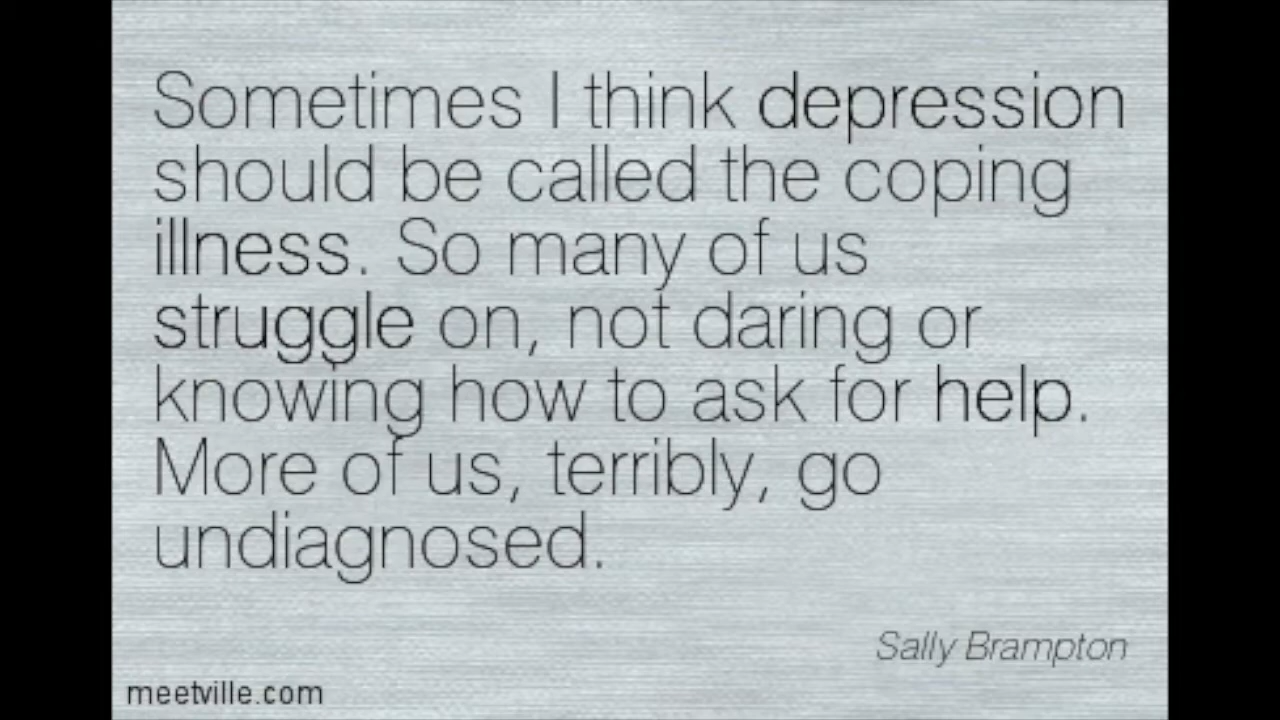 Sometimes I think depression
should be called the coping
illness. So many of us
struggle on, not daring or
knowing how to ask for help.
More of us, terribly, go
undiagnosed.
Sally Brampton
meetville.com